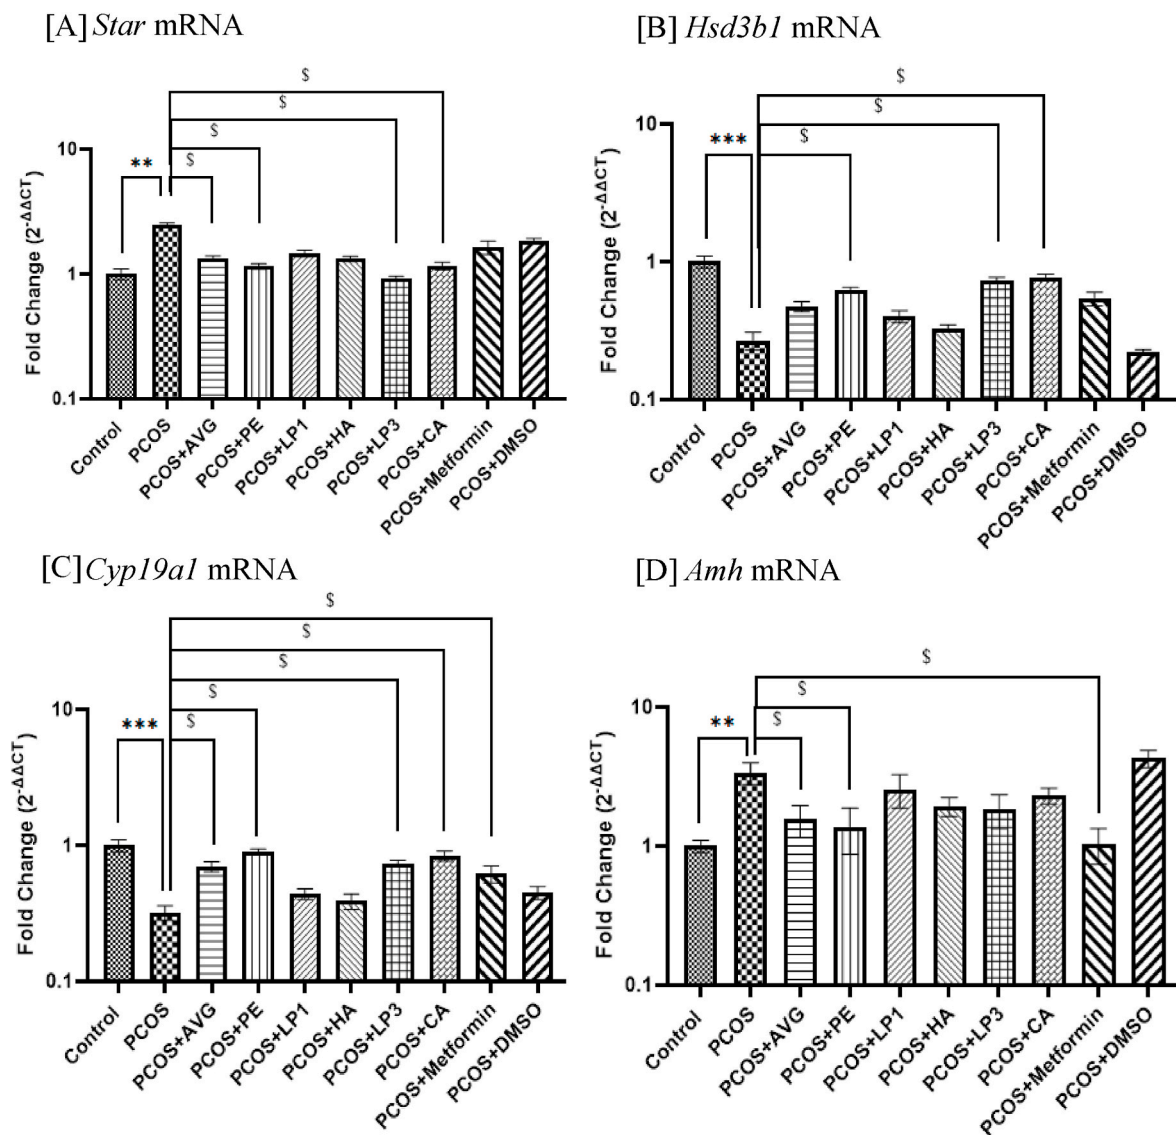 [A] Star mRNA
$
$
$
** $
10
1
0.1
Fold Change (2-ΔΔCT)
Control
PCOS
PCOS+AVG
PCOS+PE
PCOS+LP1
PCOS+HA
PCOS+LP3
PCOS+CA
PCOS+Metformin
PCOS+DMSO
[B] Hsd3b1 mRNA
$
$
*** $
10
1
0.1
Fold Change (2-ΔΔCT)
Control
PCOS
PCOS+AVG
PCOS+PE
PCOS+LP1
PCOS+HA
PCOS+LP3
PCOS+CA
PCOS+Metformin
PCOS+DMSO
[C] Cyp19a1 mRNA
$
$
$
$
*** $
10
1
0.1
Fold Change (2-ΔΔCT)
Control
PCOS
PCOS+AVG
PCOS+PE
PCOS+LP1
PCOS+HA
PCOS+LP3
PCOS+CA
PCOS+Metformin
PCOS+DMSO
[D] Amh mRNA
$
$
** $
10
1
0.1
Fold Change (2-ΔΔCT)
Control
PCOS
PCOS+AVG
PCOS+PE
PCOS+LP1
PCOS+HA
PCOS+LP3
PCOS+CA
PCOS+Metformin
PCOS+DMSO